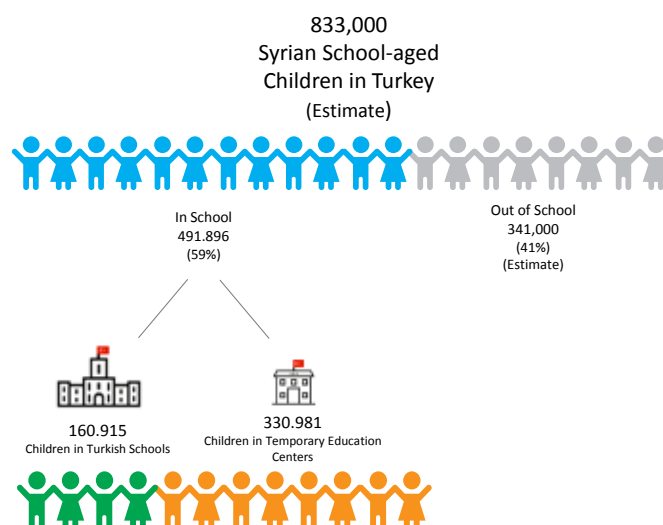 833,000
Syrian School-aged
Children in Turkey
(Estimate)
In School
491.896
(59%)
Out of School
341,000
(41%)
(Estimate)
160.915
Children in Turkish Schools
330.981
Children in Temporary Education
Centers